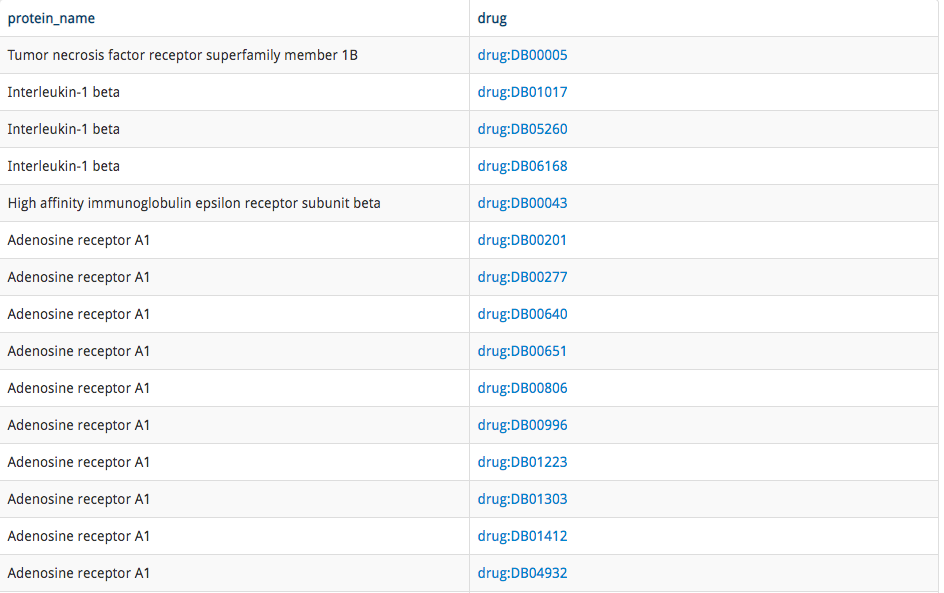 protein_name drug
Tumor necrosis factor receptor superfamily member 1B drug:DB00005
Interleukin-1 beta drug:DB01017
Interleukin-1 beta drug:DB05260
Interleukin-1 beta drug:DB06168
High affinity immunoglobulin epsilon receptor subunit beta drug:DB00043
Adenosine receptor A1 drug:DB00201
Adenosine receptor A1 drug:DB00277
Adenosine receptor A1 drug:DB00640
Adenosine receptor A1 drug:DB00651
Adenosine receptor A1 drug:DB00806
Adenosine receptor A1 drug:DB00996
Adenosine receptor A1 drug:DB01223
Adenosine receptor A1 drug:DB01303
Adenosine receptor A1 drug:DB01412
Adenosine receptor A1 drug:DB04932